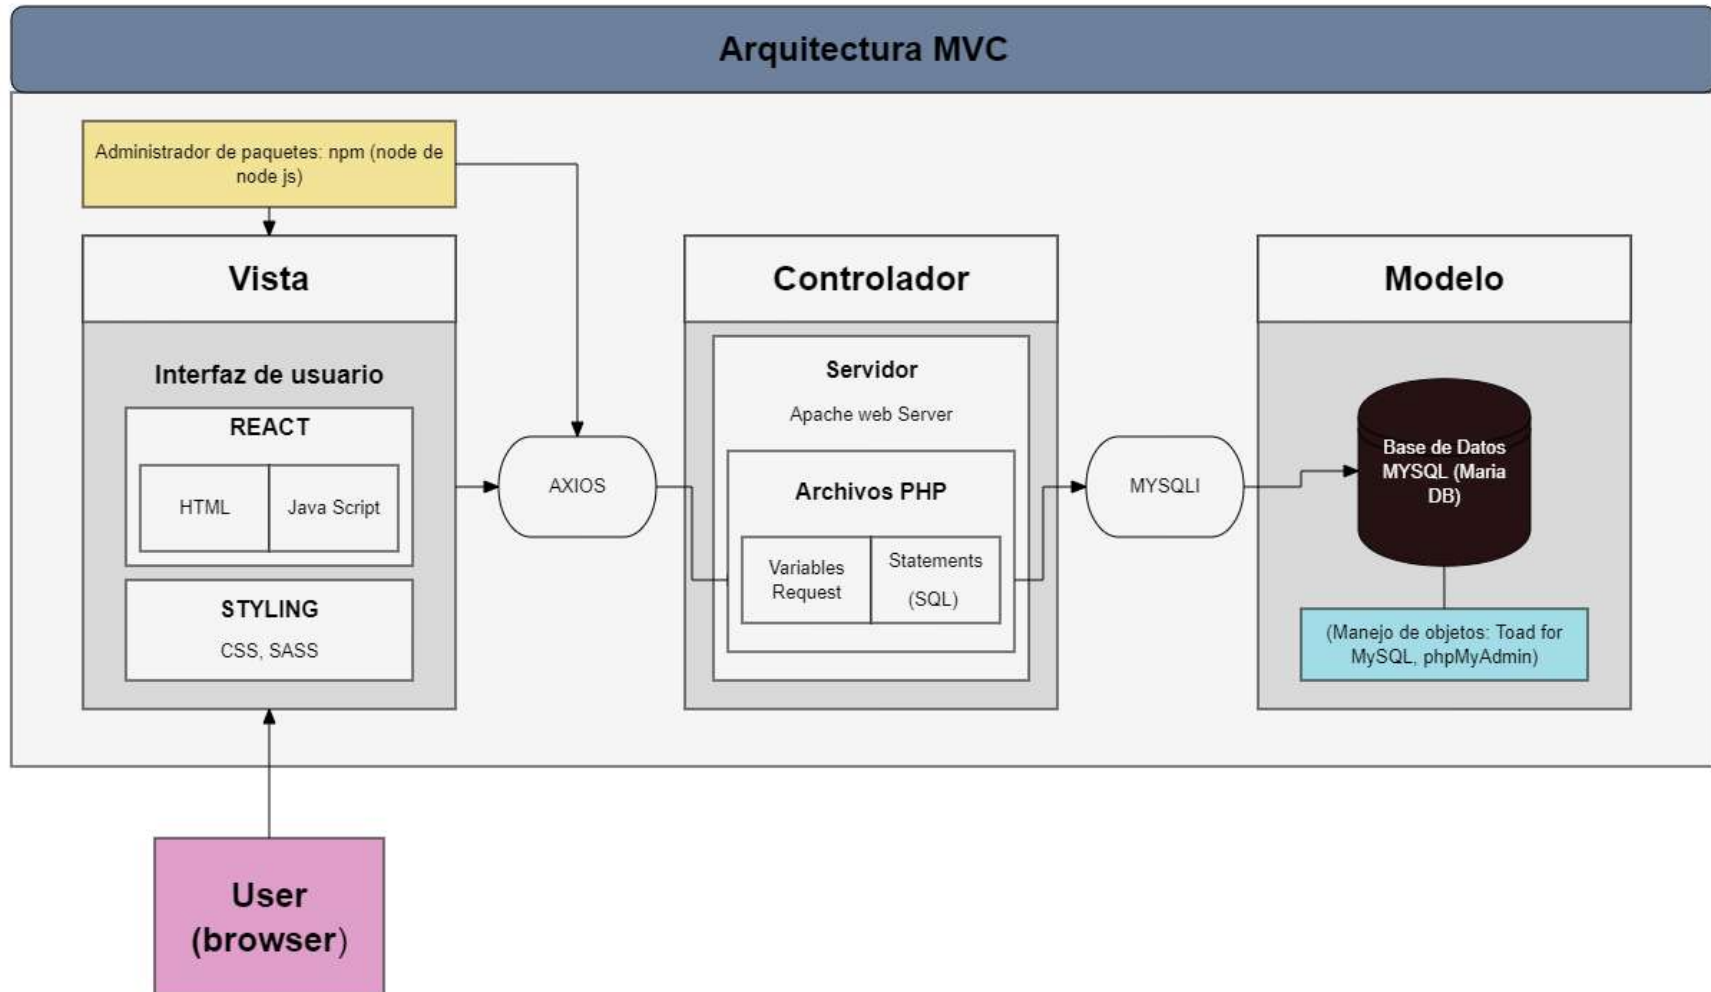 Arquitectura MVC
Administrador de paquetes: npm (node de
node js)
Vista
Interfaz de usuario
REACT
HTML
Java Script
STYLING
CSS, SASS
AXIOS
Controlador
Servidor
Apache web Server
Archivos PHP
Variables
Request
Statements
(SQL)
MYSQLI
Modelo
Base de Datos
MYSQL (Maria
DB)
(Manejo de objetos: Toad for
MySQL, phpMyAdmin)
User
(browser)